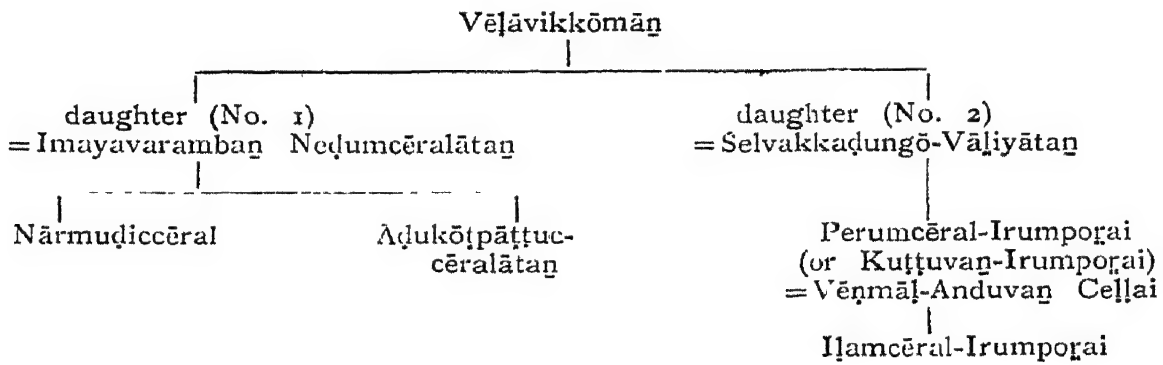 Vēḷāvikkōmāṉ
daughter (No. 1) daughter (No. 2)
= Imayavarambaṉ Neḍumcēralātaṉ = Selvakkaḍungō-Vāḻiyātaṉ
Nārmuḍiccēral Aḍukōṭpāṭṭuc- Perumcēral-Irumpoṟai
cēralātaṉ (or Kuṭṭuvaṉ-Irumpoṟai)
= Vēṇmāḷ-Anduvaṉ Ceḷḷai
Iḷamcēral-Irumpoṟai